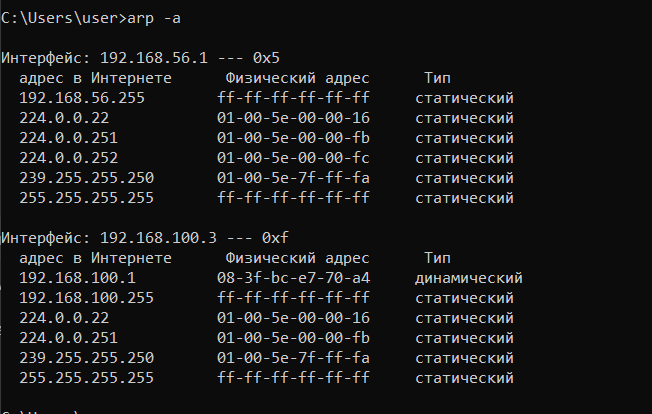 C:\Users\user>arp -a
Интерфейс: 192.168.56.1 --- 0x5
адрес в Интернете Физический адрес Тип
192.168.56.255 ff-ff-ff-ff-ff-ff статический
224.0.0.22 01-00-5e-00-00-16 статический
224.0.0.251 01-00-5e-00-00-fb статический
224.0.0.252 01-00-5e-00-00-fc статический
239.255.255.250 01-00-5e-7f-ff-fa статический
255.255.255.255 ff-ff-ff-ff-ff-ff статический
Интерфейс: 192.168.100.3 --- 0xf
адрес в Интернете Физический адрес Тип
192.168.100.1 08-3f-bc-e7-70-a4 динамический
192.168.100.255 ff-ff-ff-ff-ff-ff статический
224.0.0.22 01-00-5e-00-00-16 статический
224.0.0.251 01-00-5e-00-00-fb статический
239.255.255.250 01-00-5e-7f-ff-fa статический
255.255.255.255 ff-ff-ff-ff-ff-ff статический